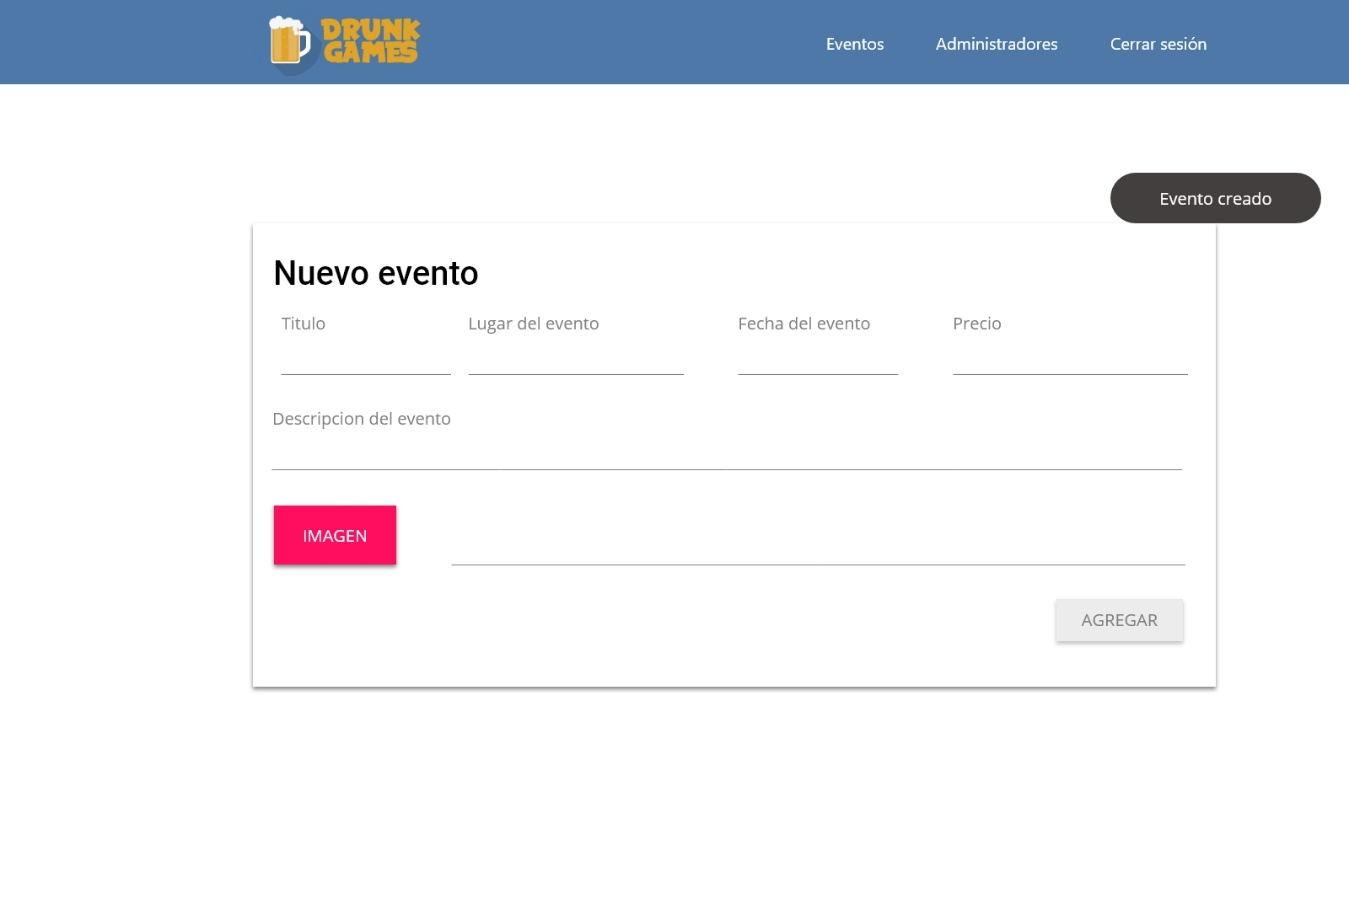 DRUNK
GAMES
Eventos Administradores Cerrar sesión
Evento creado
Nuevo evento
Titulo Lugar del evento Fecha del evento Precio
Descripcion del evento
IMAGEN
AGREGAR